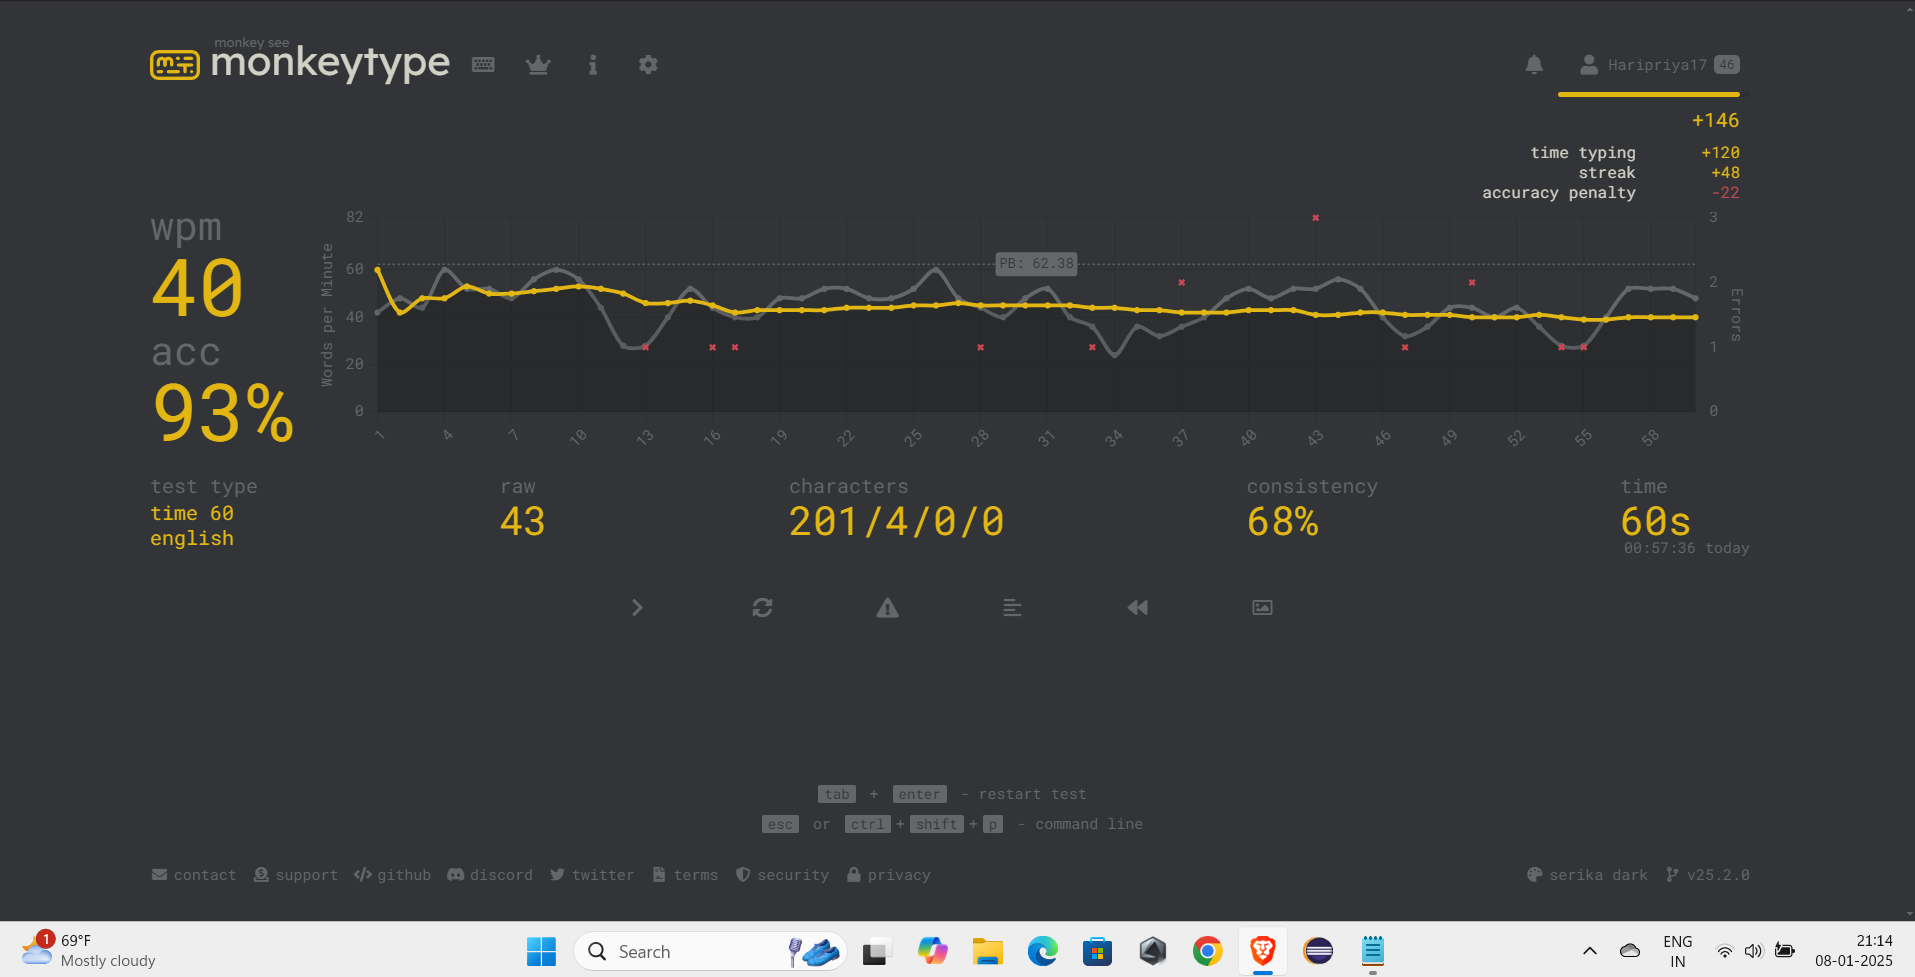 monkey see
monkeytype
Haripriya17 46
+146
time typing +120
streak +48
accuracy penalty -22
wpm
40
acc
93%
82
60
40
20
0
Words per Minute
PB: 62.38
3
2
1
0
Errors
1 4 7 10 13 16 19 22 25 28 31 34 37 40 43 46 49 52 55 58
test type
time 60
english
raw
43
characters
201/4/0/0
consistency
68%
time
60s
00:57:36 today
tab + enter - restart test
esc or ctrl + shift + p - command line
contact support github discord twitter terms security privacy serika dark v25.2.0
1
69°F
Mostly cloudy
Search
ENG
IN
21:14
08-01-2025